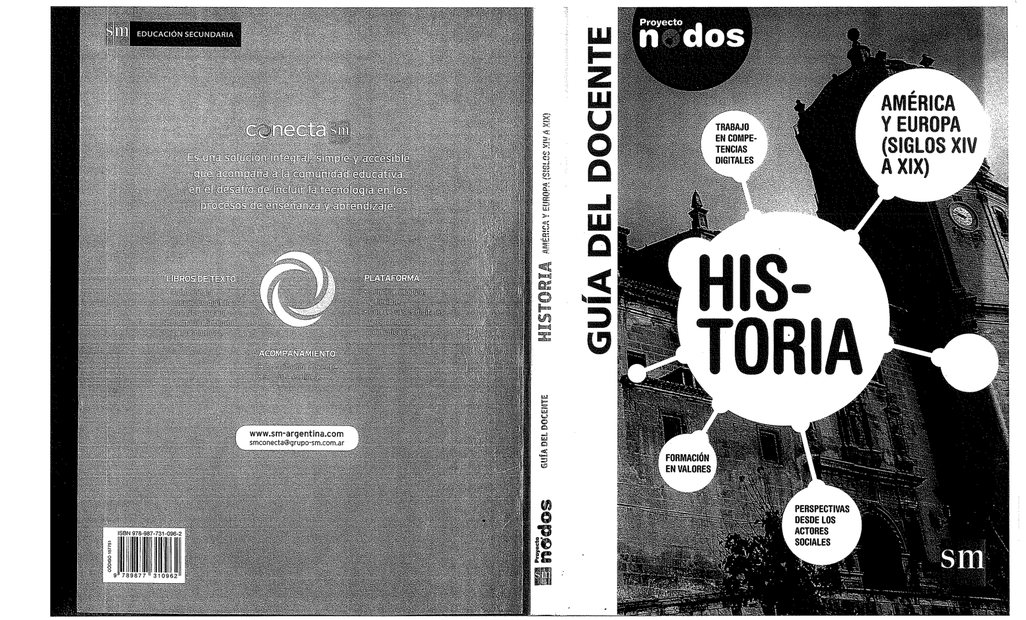 sm EDUCACIÓN SECUNDARIA
conecta sm
Es una solución integral, simple y accesible
que acompaña a la comunidad educativa
en el desafío de incluir la tecnología en los
procesos de enseñanza y aprendizaje.
LIBROS DE TEXTO
PLATAFORMA
ACOMPAÑAMIENTO
www.sm-argentina.com
smconecta@grupo-sm.com.ar
ISBN 978-987-731-096-2
9 789877 310962
HISTORIA AMÉRICA Y EUROPA (SIGLOS XIV A XIX)
GUÍA DEL DOCENTE
Proyecto
nodos
sm
GUÍA DEL DOCENTE
Proyecto
nodos
AMÉRICA
Y EUROPA
(SIGLOS XIV
A XIX)
TRABAJO
EN COMPE-
TENCIAS
DIGITALES
HIS-
TORIA
FORMACIÓN
EN VALORES
PERSPECTIVAS
DESDE LOS
ACTORES
SOCIALES
sm